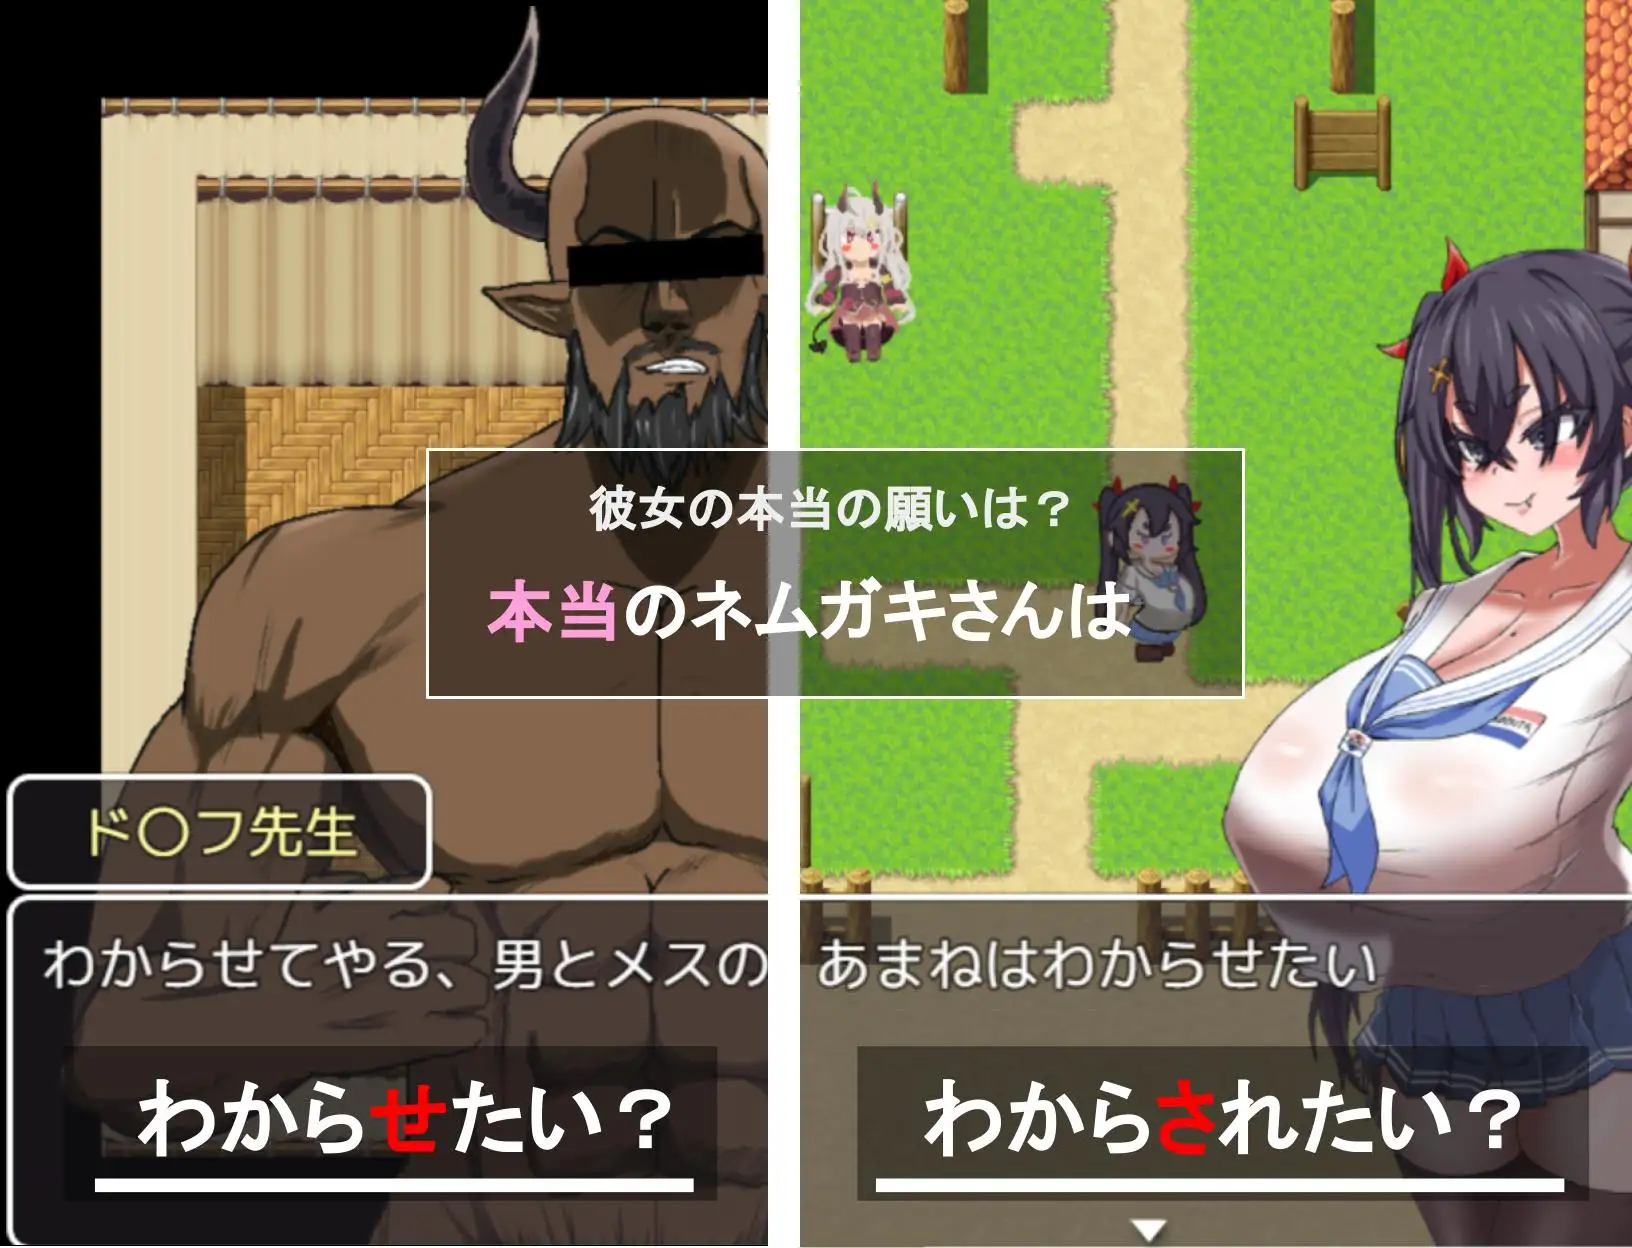 彼女の本当の願いは？
本当のネムガキさんは
ド〇フ先生
わからせてやる、男とメスの
わからせたい？
あまねはわからせたい
わからされたい？